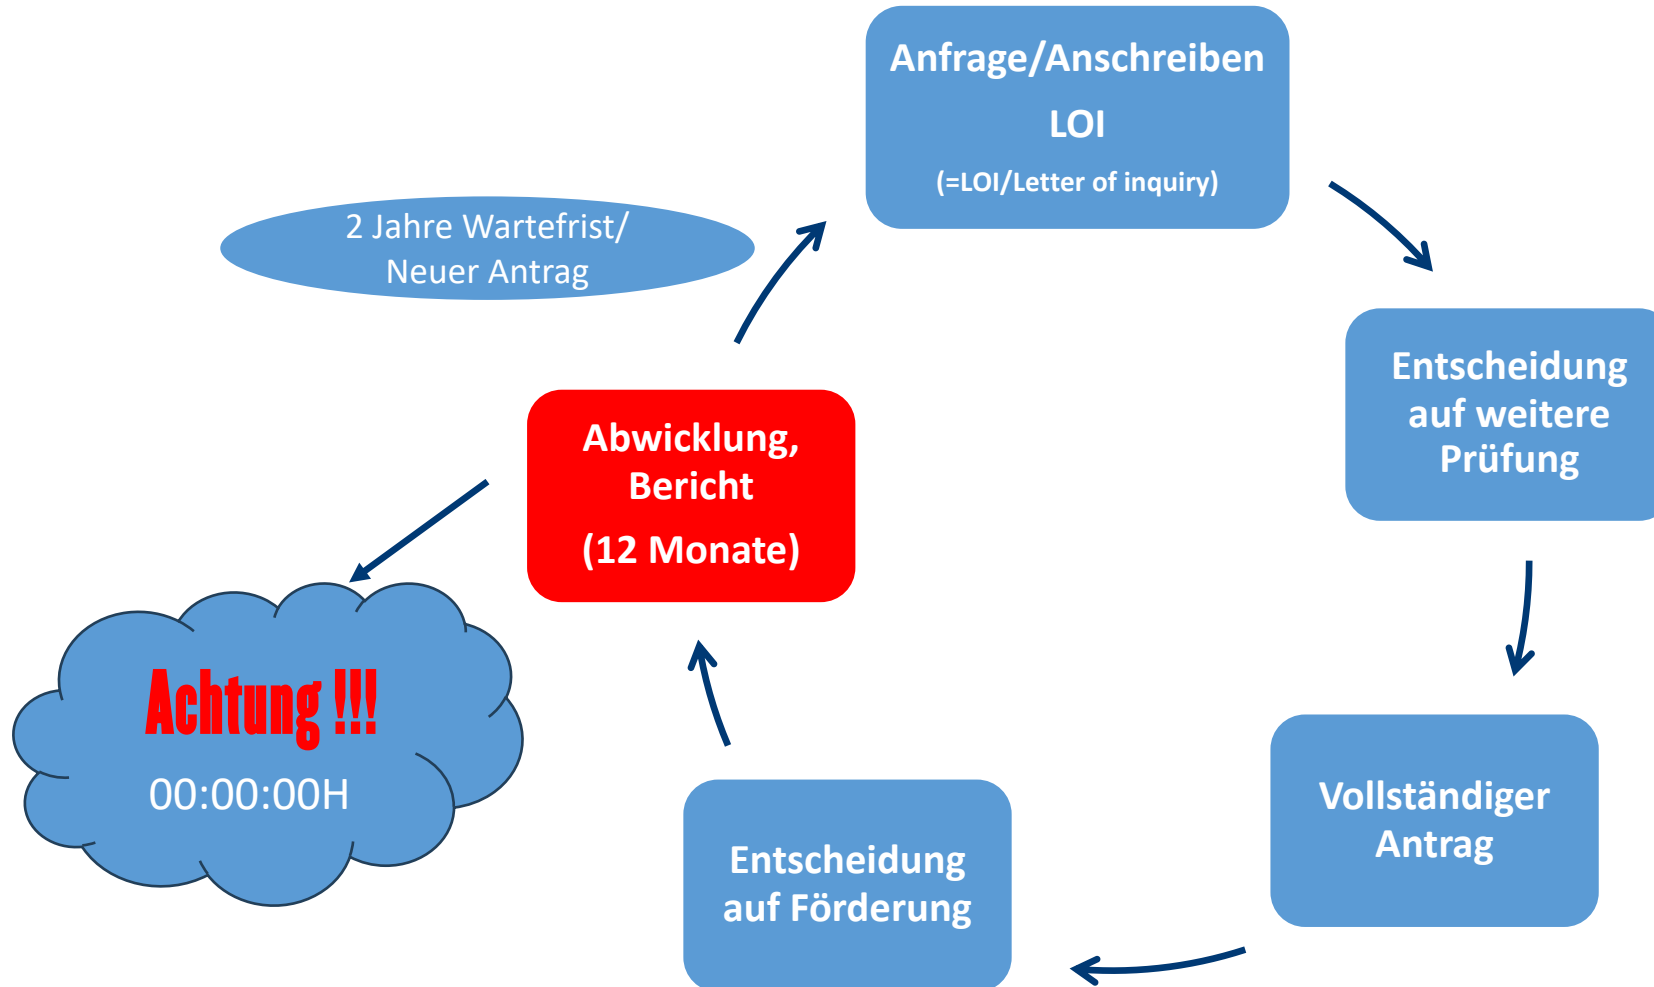 Anfrage/Anschreiben
LOI
(=LOI/Letter of inquiry)
2 Jahre Wartefrist/
Neuer Antrag
Entscheidung
auf weitere
Prüfung
Abwicklung,
Bericht
(12 Monate)
Achtung !!!
00:00:00H
Vollständiger
Antrag
Entscheidung
auf Förderung